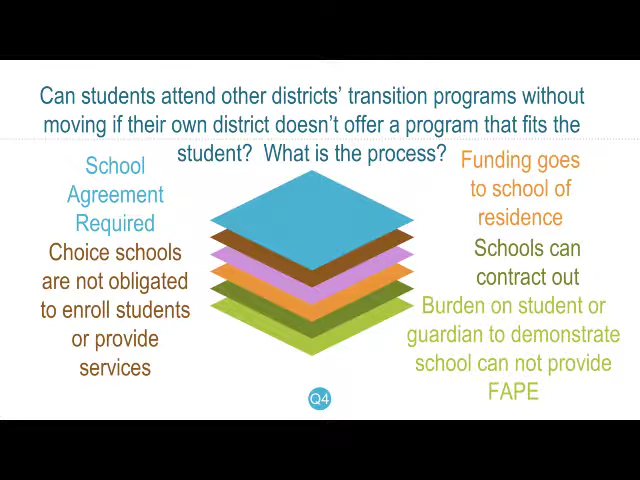 Can students attend other districts’ transition programs without
moving if their own district doesn’t offer a program that fits the
student?  What is the process?
School
Agreement
Required
Choice schools
are not obligated
to enroll students
or provide
services
Funding goes
to school of
residence
Schools can
contract out
Burden on student or
guardian to demonstrate
school can not provide
FAPE
Q4